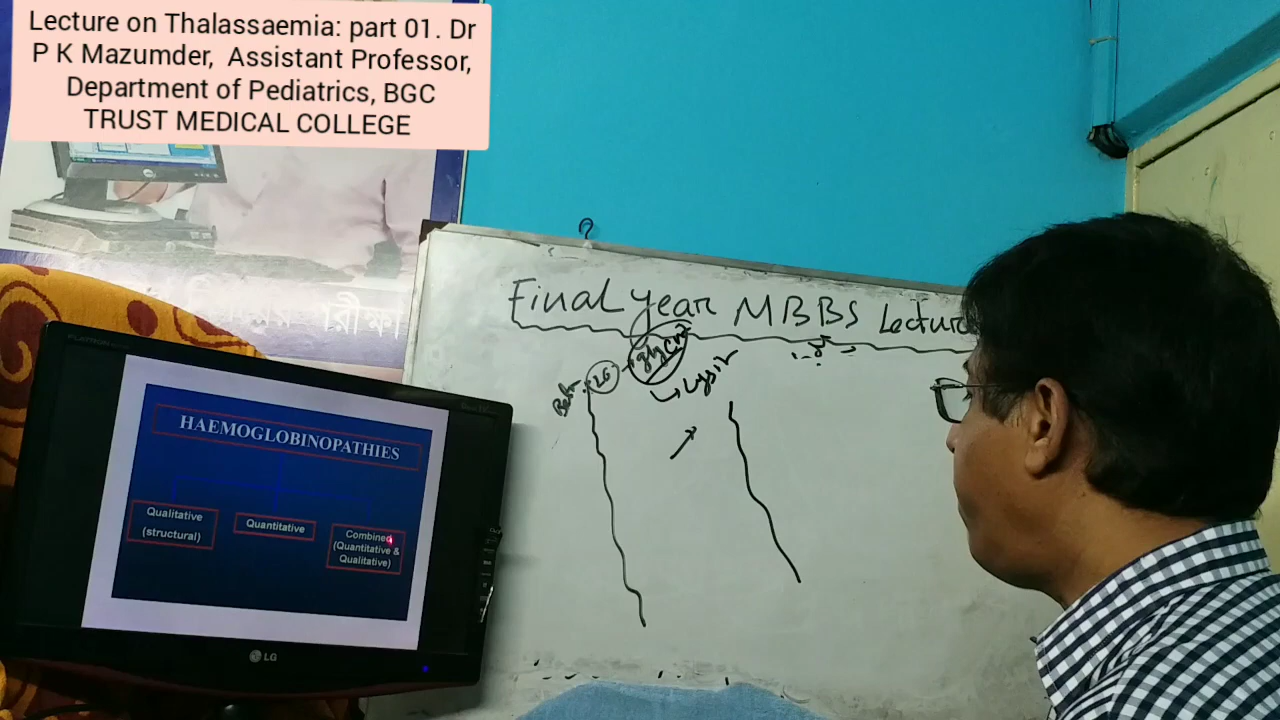 Lecture on Thalassaemia: part 01. Dr
P K Mazumder, Assistant Professor,
Department of Pediatrics, BGC
TRUST MEDICAL COLLEGE
Final year MBBS Lectur
HAEMOGLOBINOPATHIES
Qualitative
(structural)
Quantitative
Combined
(Quantitative &
Qualitative)
LG